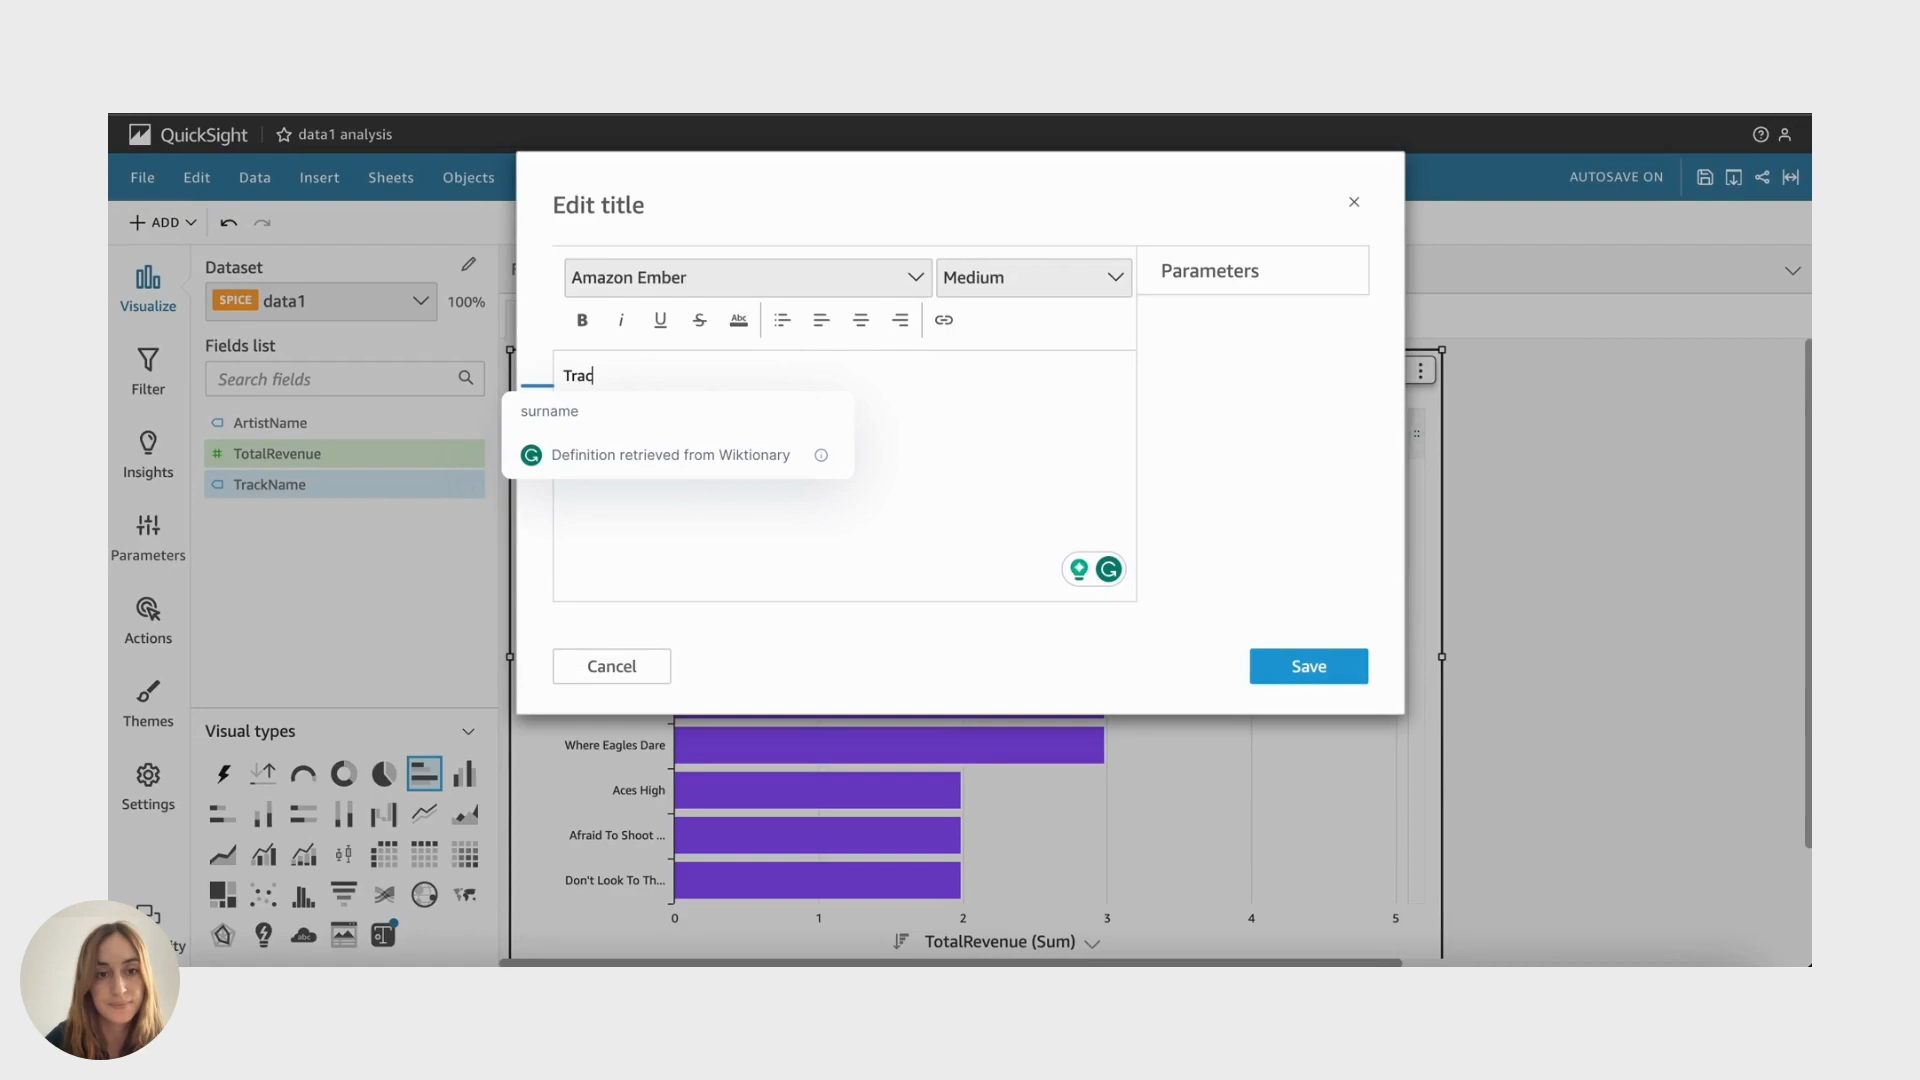 QuickSight
data1 analysis
File
Edit
Data
Insert
Sheets
Objects
AUTOSAVE ON
ADD
Visualize
Filter
Insights
Parameters
Actions
Themes
Settings
Dataset
SPICE
data1
100%
Fields list
Search fields
ArtistName
TotalRevenue
TrackName
Visual types
Edit title
Amazon Ember
Medium
Parameters
B
i
U
S
Abc
Trac
surname
Definition retrieved from Wiktionary
Cancel
Save
Where Eagles Dare
Aces High
Afraid To Shoot ...
Don't Look To Th...
0
1
2
3
4
5
TotalRevenue (Sum)